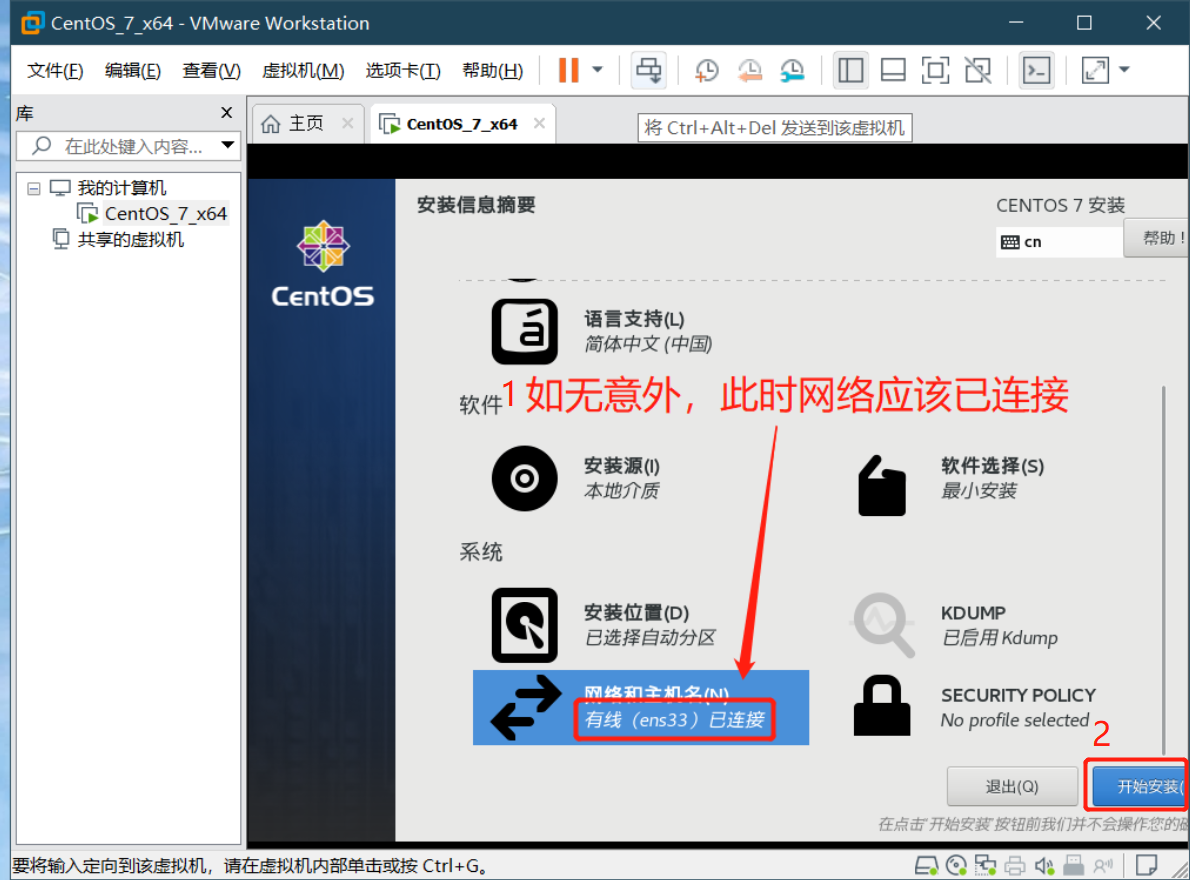 CentOS_7_x64 - VMware Workstation
文件(F) 编辑(E) 查看(V) 虚拟机(M) 选项卡(T) 帮助(H)
库
主页
CentOS_7_x64
将 Ctrl+Alt+Del 发送到该虚拟机
在此处键入内容...
我的计算机
CentOS_7_x64
共享的虚拟机
CentOS
安装信息摘要
CENTOS 7 安装
cn
帮助！
语言支持(L)
简体中文 (中国)
1 如无意外，此时网络应该已连接
软件
安装源(I)
本地介质
软件选择(S)
最小安装
系统
安装位置(D)
已选择自动分区
KDUMP
已启用 Kdump
网络和主机名(N)
有线（ens33）已连接
SECURITY POLICY
No profile selected
2
退出(Q)
开始安装(
在点击'开始安装'按钮前我们并不会操作您的
要将输入定向到该虚拟机，请在虚拟机内部单击或按 Ctrl+G。